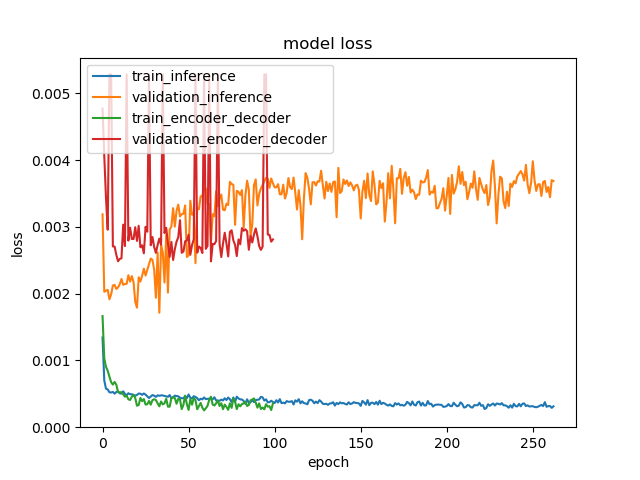 model loss
train_inference
validation_inference
train_encoder_decoder
validation_encoder_decoder
0.005
0.004
0.003
0.002
0.001
0.000
loss
0 50 100 150 200 250
epoch